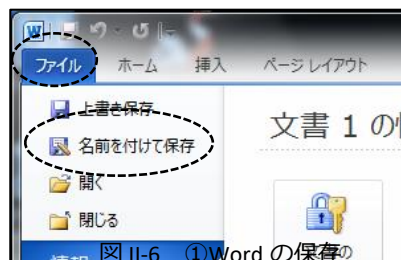 ファイル ホーム 挿入 ページ レイアウト
上書き保存
名前を付けて保存
開く
閉じる
文書 1 の
図 II-6 ①Word の保存